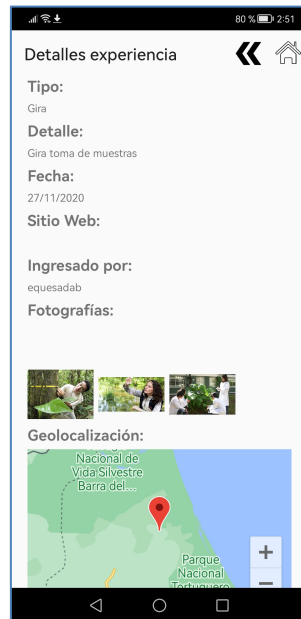 80 % 2:51
Detalles experiencia
Tipo:
Gira
Detalle:
Gira toma de muestras
Fecha:
27/11/2020
Sitio Web:
Ingresado por:
equesadab
Fotografías:
Geolocalización:
Nacional de
Vida Silvestre
Barra del...
Parque
Nacional
Tortuguero
+
−